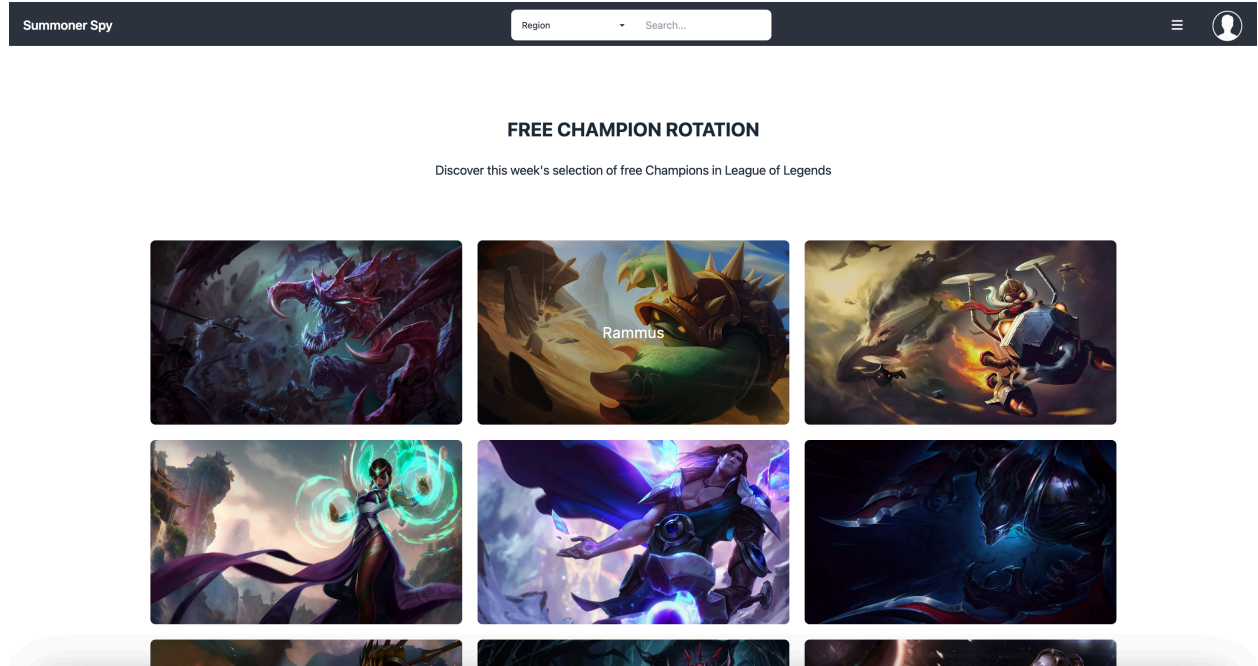 Summoner Spy
Region
Search...
FREE CHAMPION ROTATION
Discover this week's selection of free Champions in League of Legends
Rammus